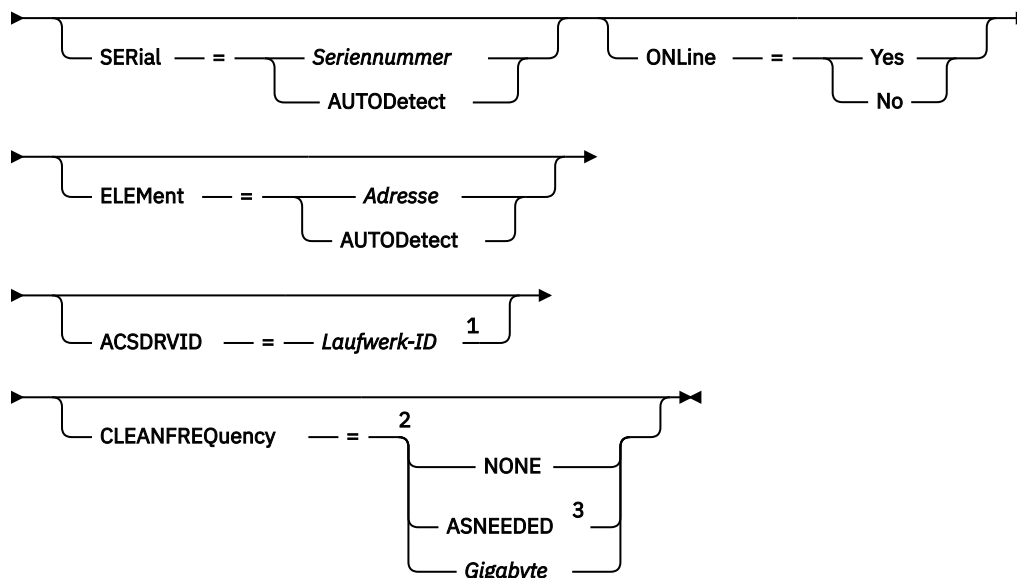 SERial = Seriennummer
AUTODetect
ONLine = Yes
No
ELEMent = Adresse
AUTODetect
ACSDRVID = Laufwerk-ID 1
CLEANFREQuency = 2
NONE
ASNEEDED 3
Gigabyte